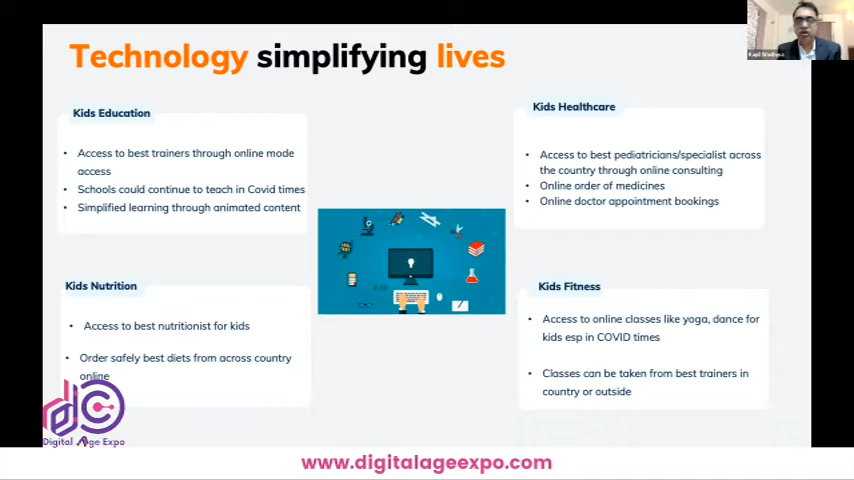 Technology simplifying lives
Kids Education
• Access to best trainers through online mode
access
• Schools could continue to teach in Covid times
• Simplified learning through animated content
Kids Healthcare
• Access to best pediatricians/specialist across
the country through online consulting
• Online order of medicines
• Online doctor appointment bookings
Kids Nutrition
• Access to best nutritionist for kids
• Order safely best diets from across country
online
Kids Fitness
• Access to online classes like yoga, dance for
kids esp in COVID times
• Classes can be taken from best trainers in
country or outside
Digital Age Expo
www.digitalageexpo.com